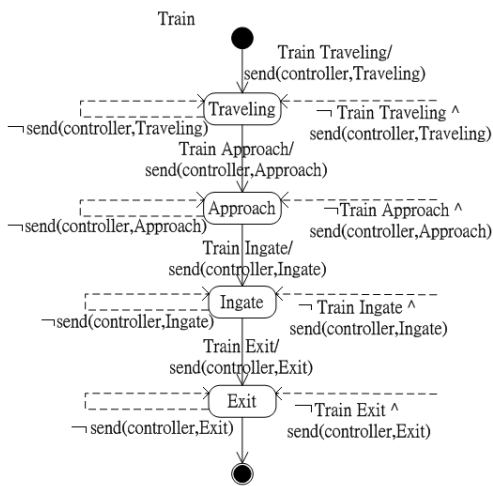 Train
Train Traveling/
send(controller,Traveling)
Traveling
¬send(controller,Traveling)
¬ Train Traveling ^
send(controller,Traveling)
Train Approach/
send(controller,Approach)
Approach
¬send(controller,Approach)
¬Train Approach ^
send(controller,Approach)
Train Ingate/
send(controller,Ingate)
Ingate
¬send(controller,Ingate)
¬ Train Ingate ^
send(controller,Ingate)
Train Exit/
send(controller,Exit)
Exit
¬ send(controller,Exit)
¬Train Exit ^
send(controller,Exit)